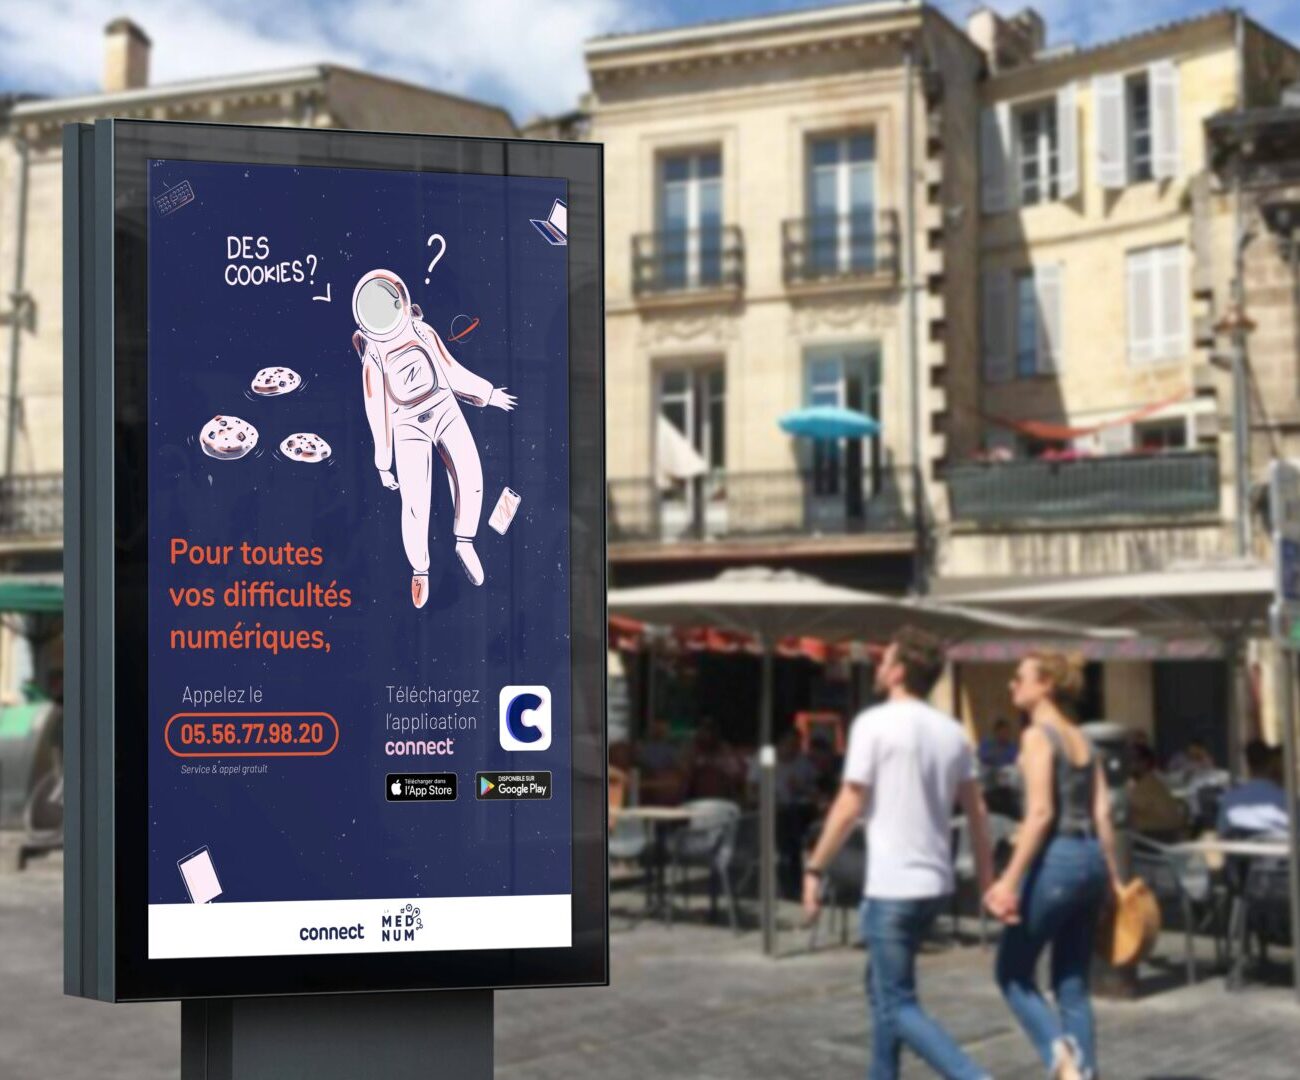 DES
COOKIES?
?
Pour toutes
vos difficultés
numériques,
Appelez le
05.56.77.98.20
Service & appel gratuit
Téléchargez
l'application
connect
C
Télécharger dans
l'App Store
DISPONIBLE SUR
Google Play
connect
MED
NUM